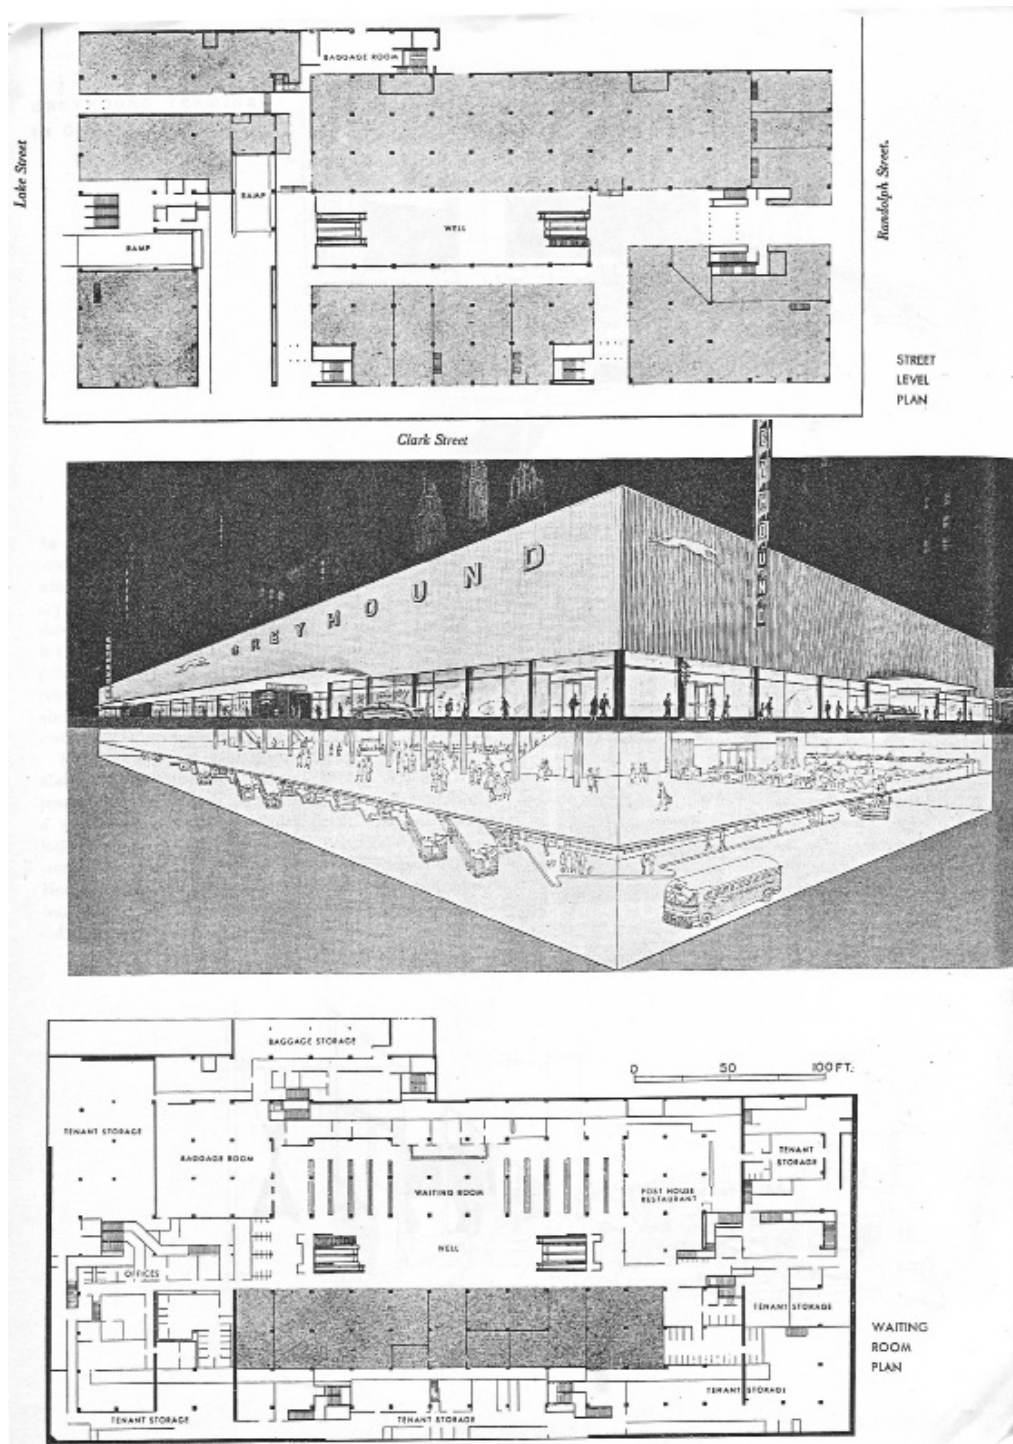 BAGGAGE ROOM
Lake Street
Randolph Street.
RAMP
WELL
RAMP
STREET
LEVEL
PLAN
Clark Street
GREYHOUND
BAGGAGE STORAGE
0 50 100 FT.
TENANT STORAGE
BAGGAGE ROOM
WAITING ROOM
POST HOUSE
RESTAURANT
TENANT
STORAGE
WELL
OFFICES
TENANT STORAGE
WAITING
ROOM
PLAN
TENANT STORAGE
TENANT STORAGE
TENANT STORAGE